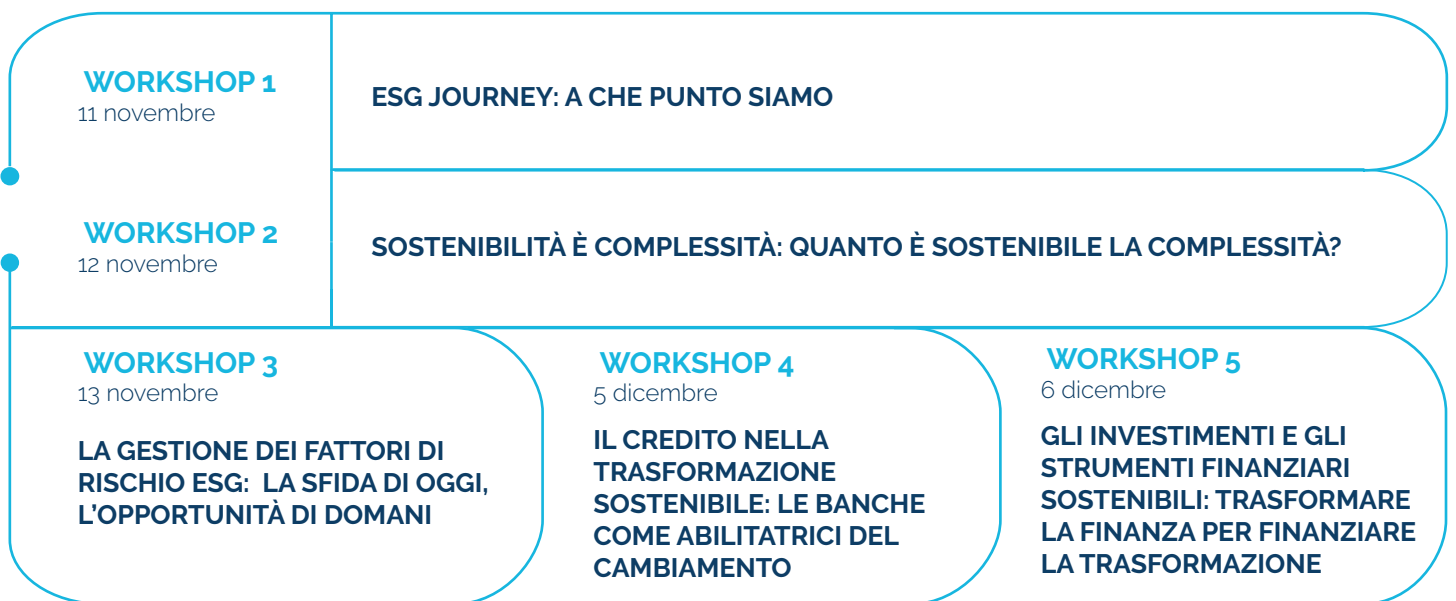 WORKSHOP 1
11 novembre
ESG JOURNEY: A CHE PUNTO SIAMO
WORKSHOP 2
12 novembre
SOSTENIBILITÀ È COMPLESSITÀ: QUANTO È SOSTENIBILE LA COMPLESSITÀ?
WORKSHOP 3
13 novembre
LA GESTIONE DEI FATTORI DI
RISCHIO ESG: LA SFIDA DI OGGI,
L'OPPORTUNITÀ DI DOMANI
WORKSHOP 4
5 dicembre
IL CREDITO NELLA
TRASFORMAZIONE
SOSTENIBILE: LE BANCHE
COME ABILITATRICI DEL
CAMBIAMENTO
WORKSHOP 5
6 dicembre
GLI INVESTIMENTI E GLI
STRUMENTI FINANZIARI
SOSTENIBILI: TRASFORMARE
LA FINANZA PER FINANZIARE
LA TRASFORMAZIONE